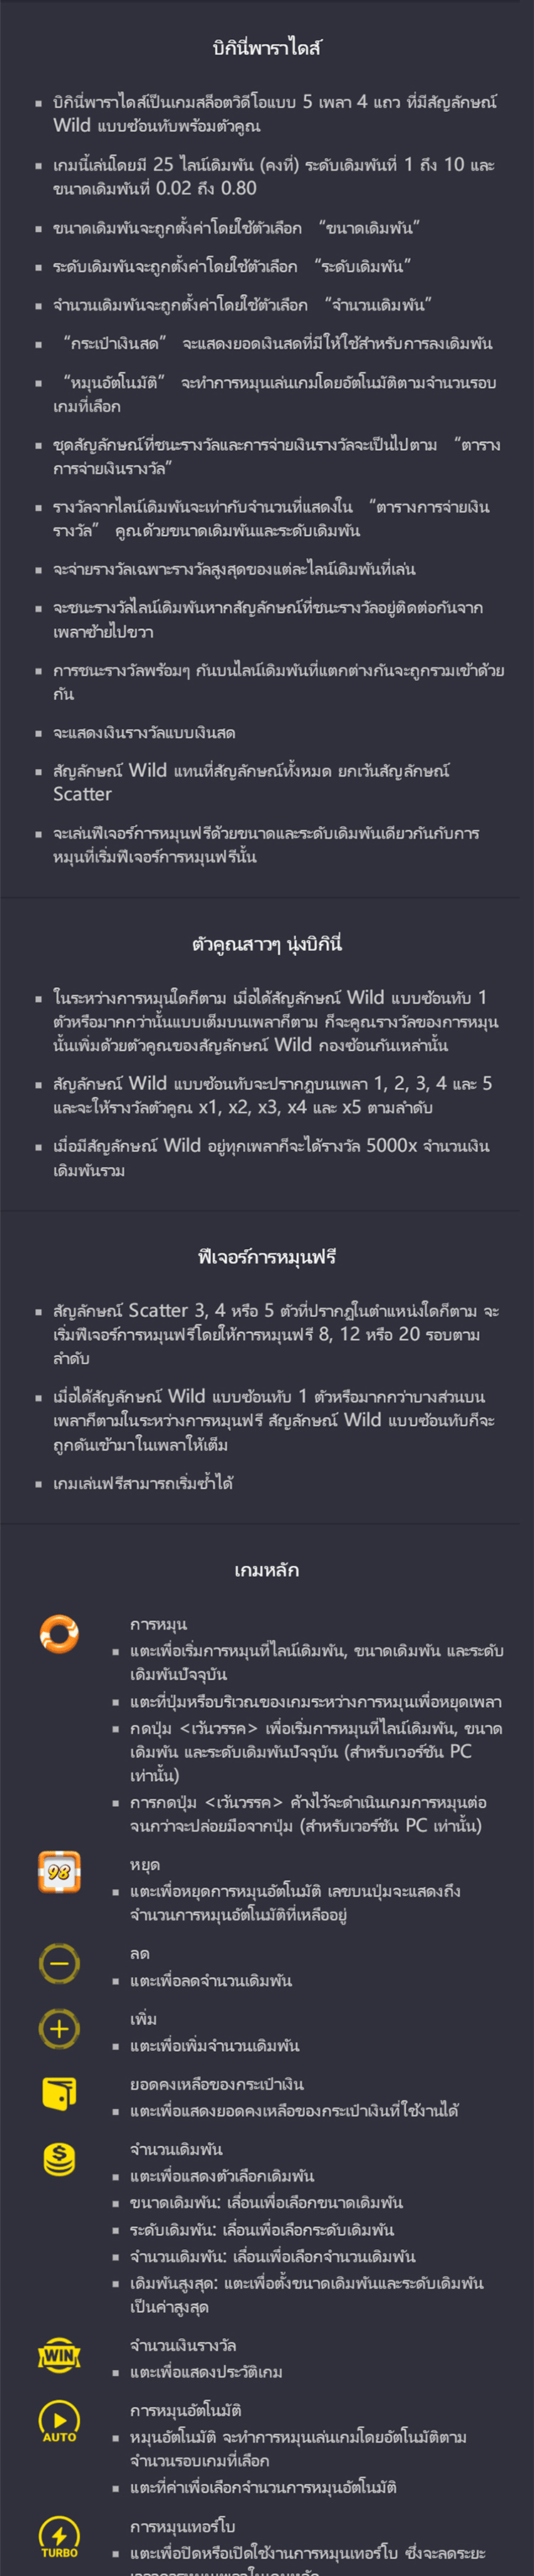 บิกินี่พาราไดส์
▪ บิกินี่พาราไดส์เป็นเกมสล็อตวิดีโอแบบ 5 เพลา 4 แถว ที่มีสัญลักษณ์
Wild แบบซ้อนทับพร้อมตัวคูณ
▪ เกมนี้เล่นโดยมี 25 ไลน์เดิมพัน (คงที่) ระดับเดิมพันที่ 1 ถึง 10 และ
ขนาดเดิมพันที่ 0.02 ถึง 0.80
▪ ขนาดเดิมพันจะถูกตั้งค่าโดยใช้ตัวเลือก “ขนาดเดิมพัน”
▪ ระดับเดิมพันจะถูกตั้งค่าโดยใช้ตัวเลือก “ระดับเดิมพัน”
▪ จำนวนเดิมพันจะถูกตั้งค่าโดยใช้ตัวเลือก “จำนวนเดิมพัน”
▪ “กระเป๋าเงินสด” จะแสดงยอดเงินสดที่มีให้ใช้สำหรับการลงเดิมพัน
▪ “หมุนอัตโนมัติ” จะทำการหมุนเล่นเกมโดยอัตโนมัติตามจำนวนรอบ
เกมที่เลือก
▪ ชุดสัญลักษณ์ที่ชนะรางวัลและการจ่ายเงินรางวัลจะเป็นไปตาม “ตาราง
การจ่ายเงินรางวัล”
▪ รางวัลจากไลน์เดิมพันจะเท่ากับจำนวนที่แสดงใน “ตารางการจ่ายเงิน
รางวัล” คูณด้วยขนาดเดิมพันและระดับเดิมพัน
▪ จะจ่ายรางวัลเฉพาะรางวัลสูงสุดของแต่ละไลน์เดิมพันที่เล่น
▪ จะชนะรางวัลไลน์เดิมพันหากสัญลักษณ์ที่ชนะรางวัลอยู่ติดต่อกันจาก
เพลาซ้ายไปขวา
▪ การชนะรางวัลพร้อมๆ กันบนไลน์เดิมพันที่แตกต่างกันจะถูกรวมเข้าด้วย
กัน
▪ จะแสดงเงินรางวัลแบบเงินสด
▪ สัญลักษณ์ Wild แทนที่สัญลักษณ์ทั้งหมด ยกเว้นสัญลักษณ์
Scatter
▪ จะเล่นฟีเจอร์การหมุนฟรีด้วยขนาดและระดับเดิมพันเดียวกันกับการ
หมุนที่เริ่มฟีเจอร์การหมุนฟรีนั้น
ตัวคูณสาวๆ นุ่งบิกินี่
▪ ในระหว่างการหมุนใดก็ตาม เมื่อได้สัญลักษณ์ Wild แบบซ้อนทับ 1
ตัวหรือมากกว่านั้นแบบเต็มบนเพลาก็ตาม ก็จะคูณรางวัลของการหมุน
นั้นเพิ่มด้วยตัวคูณของสัญลักษณ์ Wild กองซ้อนกันเหล่านั้น
▪ สัญลักษณ์ Wild แบบซ้อนทับจะปรากฏบนเพลา 1, 2, 3, 4 และ 5
และจะให้รางวัลตัวคูณ x1, x2, x3, x4 และ x5 ตามลำดับ
▪ เมื่อมีสัญลักษณ์ Wild อยู่ทุกเพลาก็จะได้รางวัล 5000x จำนวนเงิน
เดิมพันรวม
ฟีเจอร์การหมุนฟรี
▪ สัญลักษณ์ Scatter 3, 4 หรือ 5 ตัวที่ปรากฏในตำแหน่งใดก็ตาม จะ
เริ่มฟีเจอร์การหมุนฟรีโดยให้การหมุนฟรี 8, 12 หรือ 20 รอบตาม
ลำดับ
▪ เมื่อได้สัญลักษณ์ Wild แบบซ้อนทับ 1 ตัวหรือมากกว่าบางส่วนบน
เพลาก็ตามในระหว่างการหมุนฟรี สัญลักษณ์ Wild แบบซ้อนทับก็จะ
ถูกดันเข้ามาในเพลาให้เต็ม
▪ เกมเล่นฟรีสามารถเริ่มซ้ำได้
เกมหลัก
การหมุน
▪ แตะเพื่อเริ่มการหมุนที่ไลน์เดิมพัน, ขนาดเดิมพัน และระดับ
เดิมพันปัจจุบัน
▪ แตะที่ปุ่มหรือบริเวณของเกมระหว่างการหมุนเพื่อหยุดเพลา
▪ กดปุ่ม <เว้นวรรค> เพื่อเริ่มการหมุนที่ไลน์เดิมพัน, ขนาด
เดิมพัน และระดับเดิมพันปัจจุบัน (สำหรับเวอร์ชัน PC
เท่านั้น)
▪ การกดปุ่ม <เว้นวรรค> ค้างไว้จะดำเนินเกมการหมุนต่อ
จนกว่าจะปล่อยมือจากปุ่ม (สำหรับเวอร์ชัน PC เท่านั้น)
98
หยุด
▪ แตะเพื่อหยุดการหมุนอัตโนมัติ เลขบนปุ่มจะแสดงถึง
จำนวนการหมุนอัตโนมัติที่เหลืออยู่
ลด
▪ แตะเพื่อลดจำนวนเดิมพัน
เพิ่ม
▪ แตะเพื่อเพิ่มจำนวนเดิมพัน
ยอดคงเหลือของกระเป๋าเงิน
▪ แตะเพื่อแสดงยอดคงเหลือของกระเป๋าเงินที่ใช้งานได้
จำนวนเดิมพัน
▪ แตะเพื่อแสดงตัวเลือกเดิมพัน
▪ ขนาดเดิมพัน: เลื่อนเพื่อเลือกขนาดเดิมพัน
▪ ระดับเดิมพัน: เลื่อนเพื่อเลือกระดับเดิมพัน
▪ จำนวนเดิมพัน: เลื่อนเพื่อเลือกจำนวนเดิมพัน
▪ เดิมพันสูงสุด: แตะเพื่อตั้งขนาดเดิมพันและระดับเดิมพัน
เป็นค่าสูงสุด
WIN
จำนวนเงินรางวัล
▪ แตะเพื่อแสดงประวัติเกม
AUTO
การหมุนอัตโนมัติ
▪ หมุนอัตโนมัติ จะทำการหมุนเล่นเกมโดยอัตโนมัติตาม
จำนวนรอบเกมที่เลือก
▪ แตะที่ค่าเพื่อเลือกจำนวนการหมุนอัตโนมัติ
TURBO
การหมุนเทอร์โบ
▪ แตะเพื่อปิดหรือเปิดใช้งานการหมุนเทอร์โบ ซึ่งจะลดระยะ